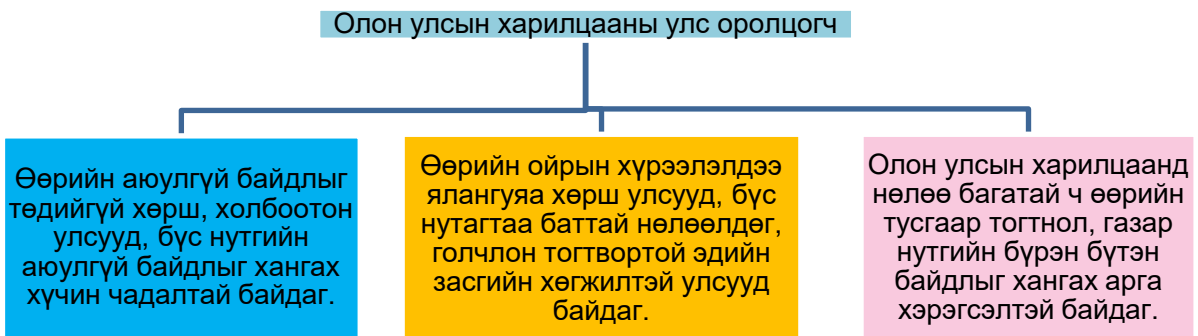 Олон улсын харилцааны улс оролцогч
Өөрийн аюулгүй байдлыг
төдийгүй хөрш, холбоотон
улсууд, бүс нутгийн
аюулгүй байдлыг хангах
хүчин чадалтай байдаг.
Өөрийн ойрын хүрээлэлдээ
ялангуяа хөрш улсууд, бүс
нутагтаа баттай нөлөөлдөг,
голчлон тогтвортой эдийн
засгийн хөгжилтэй улсууд
байдаг.
Олон улсын харилцаанд
нөлөө багатай ч өөрийн
тусгаар тогтнол, газар
нутгийн бүрэн бүтэн
байдлыг хангах арга
хэрэгсэлтэй байдаг.